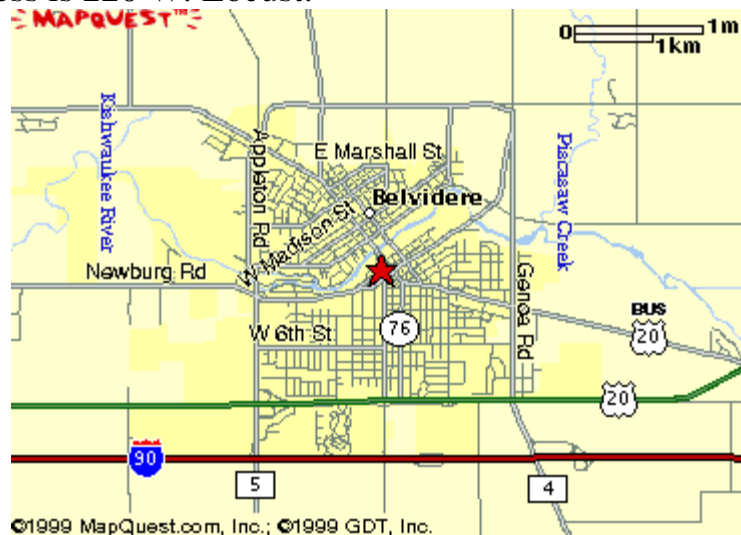 MAPQUEST™
0 1m
1km
Kishwaukee River
Appleton Rd
E Marshall St
Piscasaw Creek
Belvidere
W Madison St
Newburg Rd
Genoa Rd
BUS
20
76
W 6th St
20
90
5
4
©1999 MapQuest.com, Inc.; ©1999 GDT, Inc.